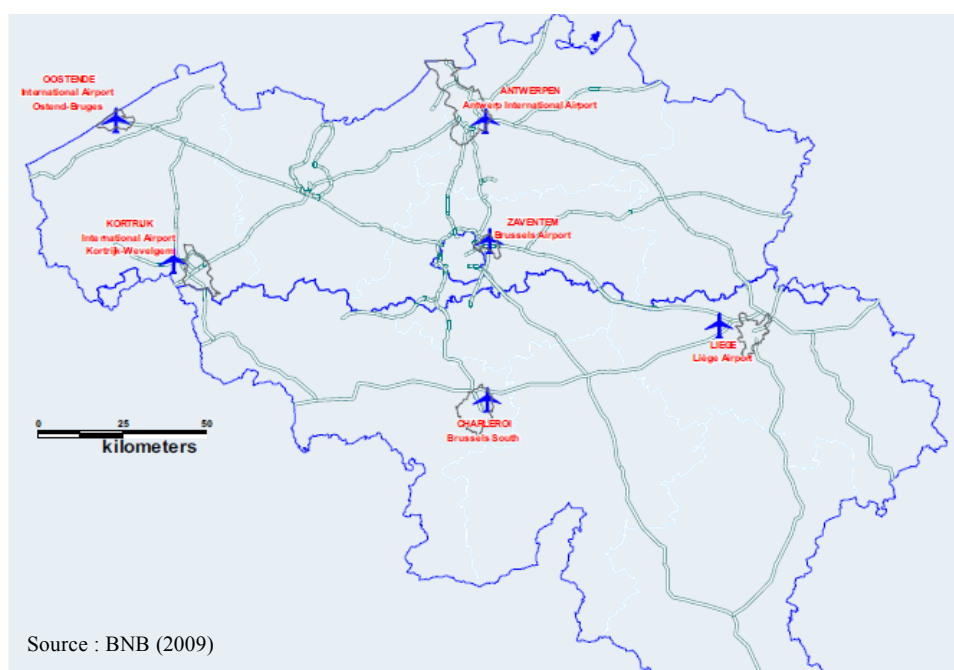 OOSTENDE
International Airport
Ostend-Bruges
ANTWERPEN
Antwerp International Airport
KORTRIJK
International Airport
Kortrijk-Wevelgem
ZAVENTEM
Brussels Airport
LIEGE
Liège Airport
CHARLEROI
Brussels South
0 25 50
kilometers
Source : BNB (2009)